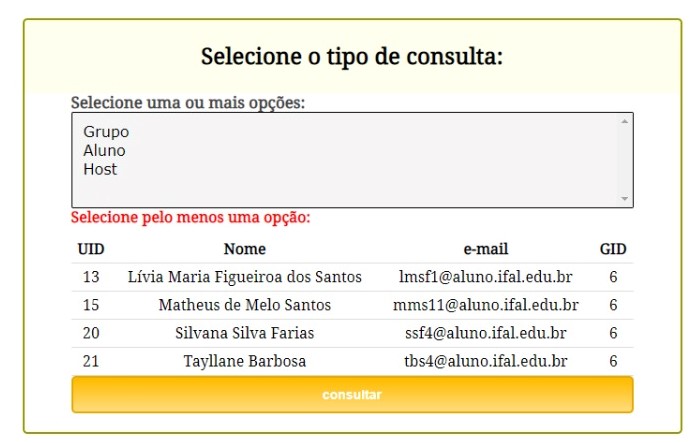 Selecione o tipo de consulta:
Selecione uma ou mais opções:
Grupo
Aluno
Host
Selecione pelo menos uma opção:
UID Nome e-mail GID
13 Lívia Maria Figueiroa dos Santos lmsf1@aluno.ifal.edu.br 6
15 Matheus de Melo Santos mms11@aluno.ifal.edu.br 6
20 Silvana Silva Farias ssf4@aluno.ifal.edu.br 6
21 Tayllane Barbosa tbs4@aluno.ifal.edu.br 6
consultar